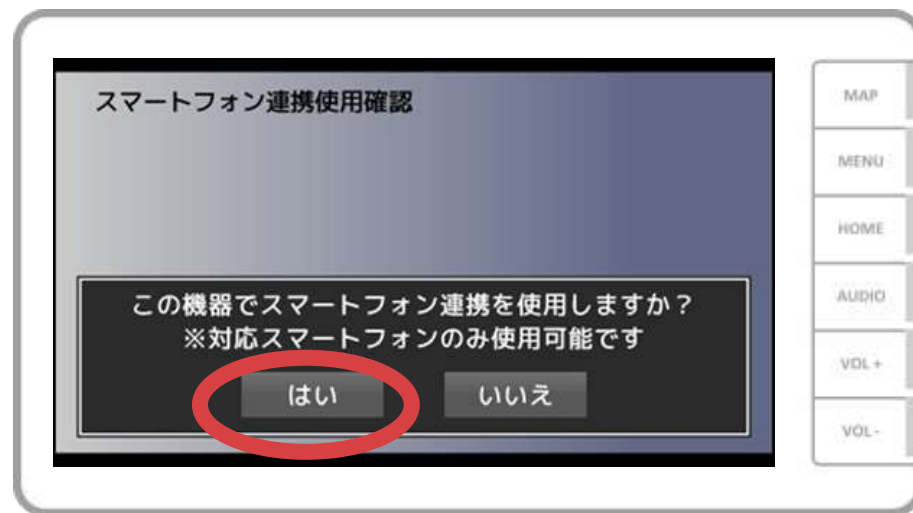 スマートフォン連携使用確認
この機器でスマートフォン連携を使用しますか？
※対応スマートフォンのみ使用可能です
はい いいえ
MAP
MENU
HOME
AUDIO
VOL +
VOL -